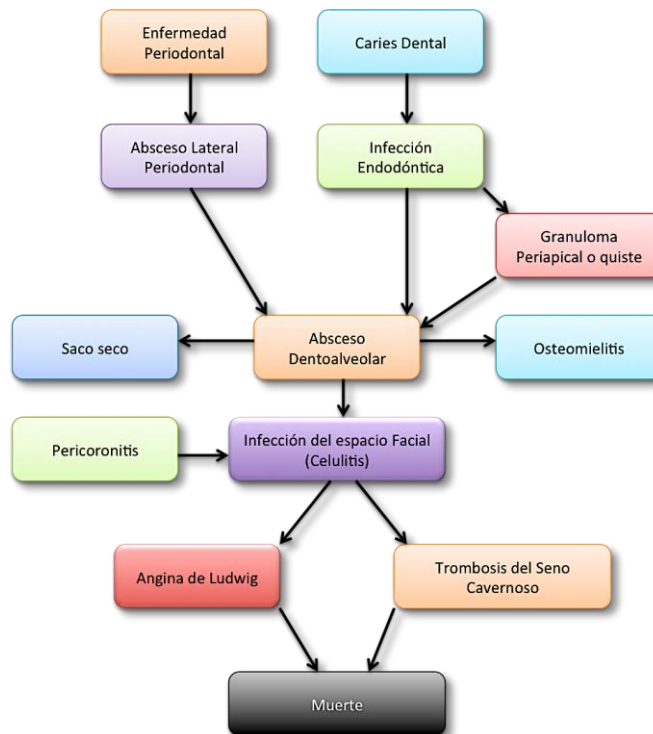 Enfermedad
Periodontal
Caries Dental
Absceso Lateral
Periodontal
Infección
Endodóntica
Granuloma
Periapical o quiste
Saco seco
Absceso
Dentoalveolar
Osteomielitis
Pericoronitis
Infección del espacio Facial
(Celulitis)
Angina de Ludwig
Trombosis del Seno
Cavernoso
Muerte